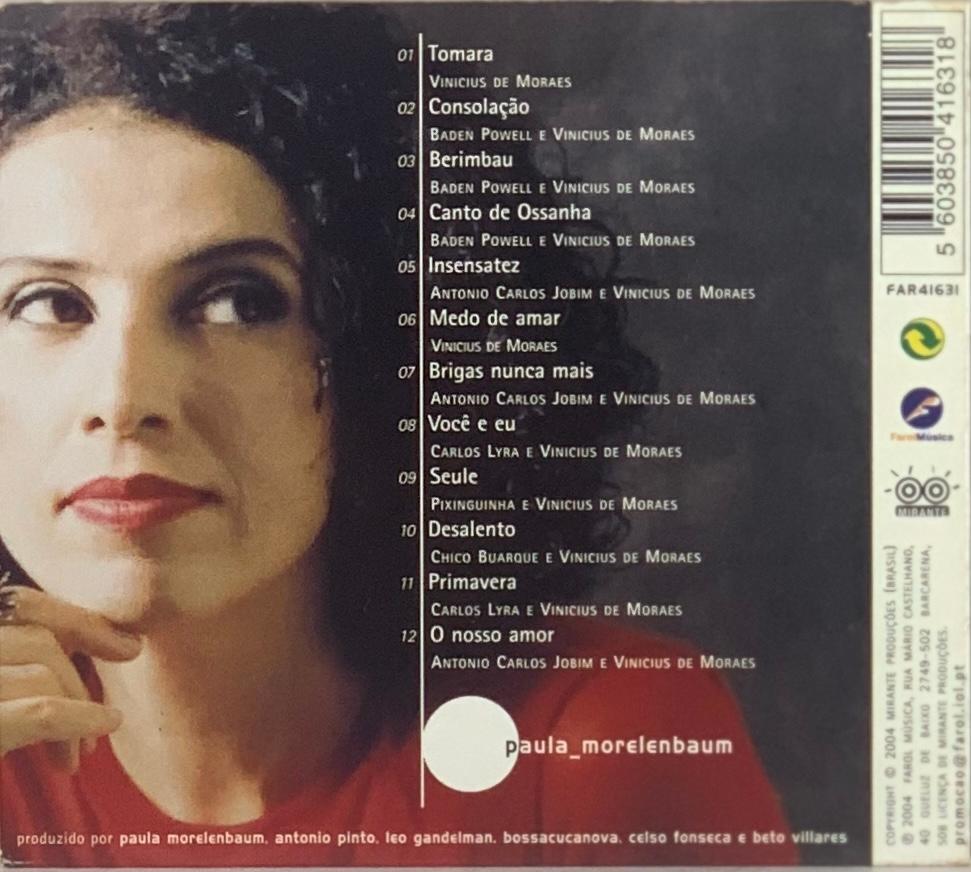 01 Tomara
Vinicius de Moraes
02 Consolação
Baden Powell e Vinicius de Moraes
03 Berimbau
Baden Powell e Vinicius de Moraes
04 Canto de Ossanha
Baden Powell e Vinicius de Moraes
05 Insensatez
Antonio Carlos Jobim e Vinicius de Moraes
06 Medo de amar
Vinicius de Moraes
07 Brigas nunca mais
Antonio Carlos Jobim e Vinicius de Moraes
08 Você e eu
Carlos Lyra e Vinicius de Moraes
09 Seule
Pixinguinha e Vinicius de Moraes
10 Desalento
Chico Buarque e Vinicius de Moraes
11 Primavera
Carlos Lyra e Vinicius de Moraes
12 O nosso amor
Antonio Carlos Jobim e Vinicius de Moraes
paula_morelenbaum
produzido por paula morelenbaum, antonio pinto, leo gandelman, bossacucanova, celso fonseca e beto villares
5 603850 416318
FAR41631
FarolMúsica
MIRANTE
COPYRIGHT © 2004 MIRANTE PRODUÇÕES (BRASIL)
℗ 2004 FAROL MÚSICA, RUA MÁRIO CASTELHANO,
40 QUELUZ DE BAIXO 2749-502 BARCARENA,
SOB LICENÇA DE MIRANTE PRODUÇÕES.
promocao@farol.iol.pt